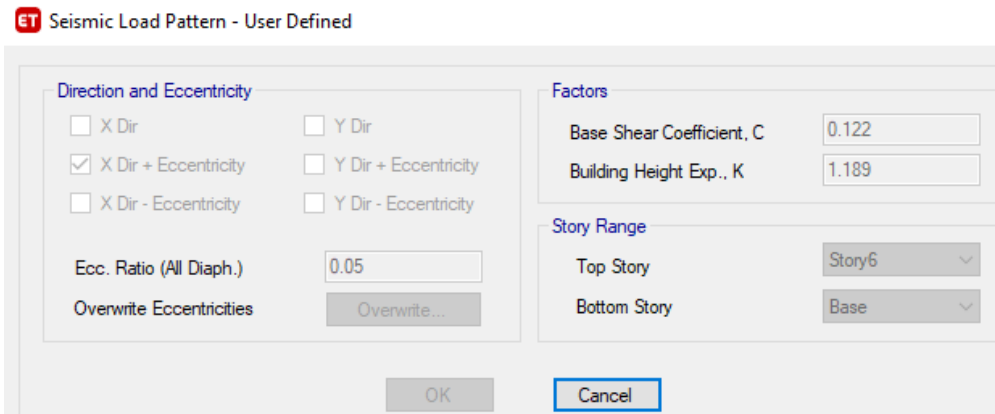 ET Seismic Load Pattern - User Defined
Direction and Eccentricity
X Dir
Y Dir
X Dir + Eccentricity
Y Dir + Eccentricity
X Dir - Eccentricity
Y Dir - Eccentricity
Ecc. Ratio (All Diaph.) 0.05
Overwrite Eccentricities Overwrite...
Factors
Base Shear Coefficient, C 0.122
Building Height Exp., K 1.189
Story Range
Top Story Story6
Bottom Story Base
OK
Cancel